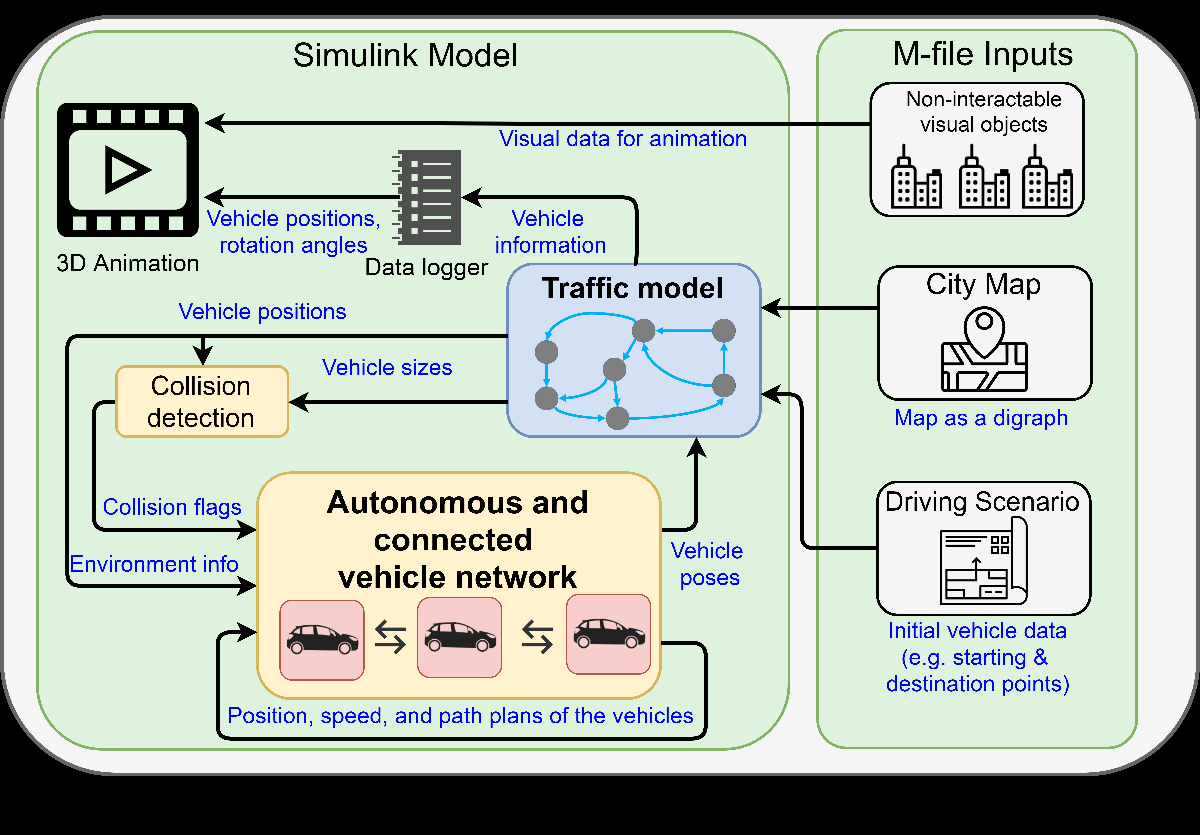 Simulink Model
M-file Inputs
Non-interactable
visual objects
Visual data for animation
Vehicle positions,
rotation angles
Vehicle
information
3D Animation
Data logger
Traffic model
City Map
Map as a digraph
Vehicle positions
Vehicle sizes
Collision
detection
Driving Scenario
Initial vehicle data
(e.g. starting &
destination points)
Collision flags
Environment info
Autonomous and
connected
vehicle network
Vehicle
poses
Position, speed, and path plans of the vehicles